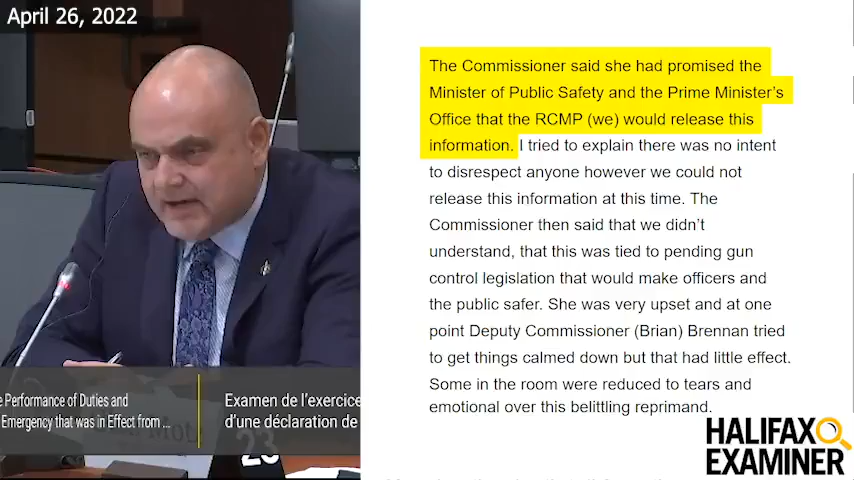 April 26, 2022
The Commissioner said she had promised the
Minister of Public Safety and the Prime Minister's
Office that the RCMP (we) would release this
information. I tried to explain there was no intent
to disrespect anyone however we could not
release this information at this time. The
Commissioner then said that we didn't
understand, that this was tied to pending gun
control legislation that would make officers and
the public safer. She was very upset and at one
point Deputy Commissioner (Brian) Brennan tried
to get things calmed down but that had little effect.
Some in the room were reduced to tears and
emotional over this belittling reprimand.
Performance of Duties and
Emergency that was in Effect from ...
Examen de l'exercice
d'une déclaration de
23
HALIFAX
EXAMINER